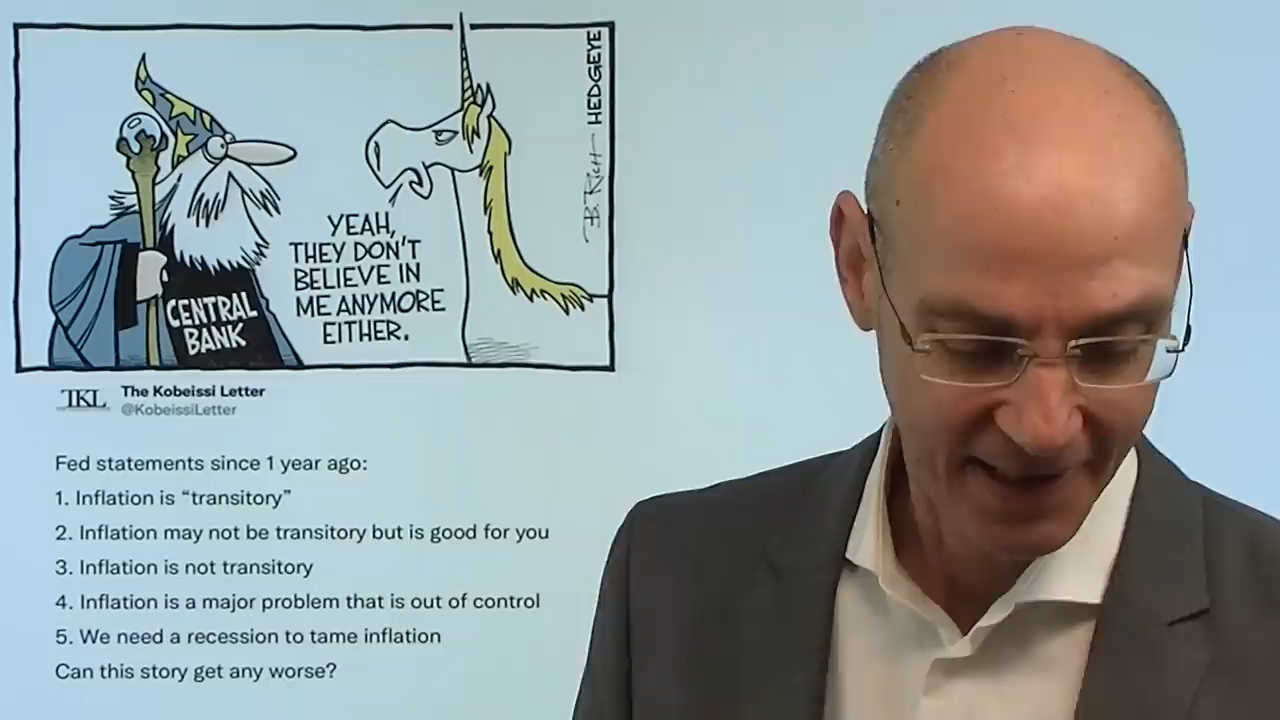 YEAH,
THEY DON'T
BELIEVE IN
ME ANYMORE
EITHER.
CENTRAL
BANK
B. RICH
HEDGEYE
TKL
The Kobeissi Letter
@KobeissiLetter
Fed statements since 1 year ago:
1. Inflation is “transitory”
2. Inflation may not be transitory but is good for you
3. Inflation is not transitory
4. Inflation is a major problem that is out of control
5. We need a recession to tame inflation
Can this story get any worse?